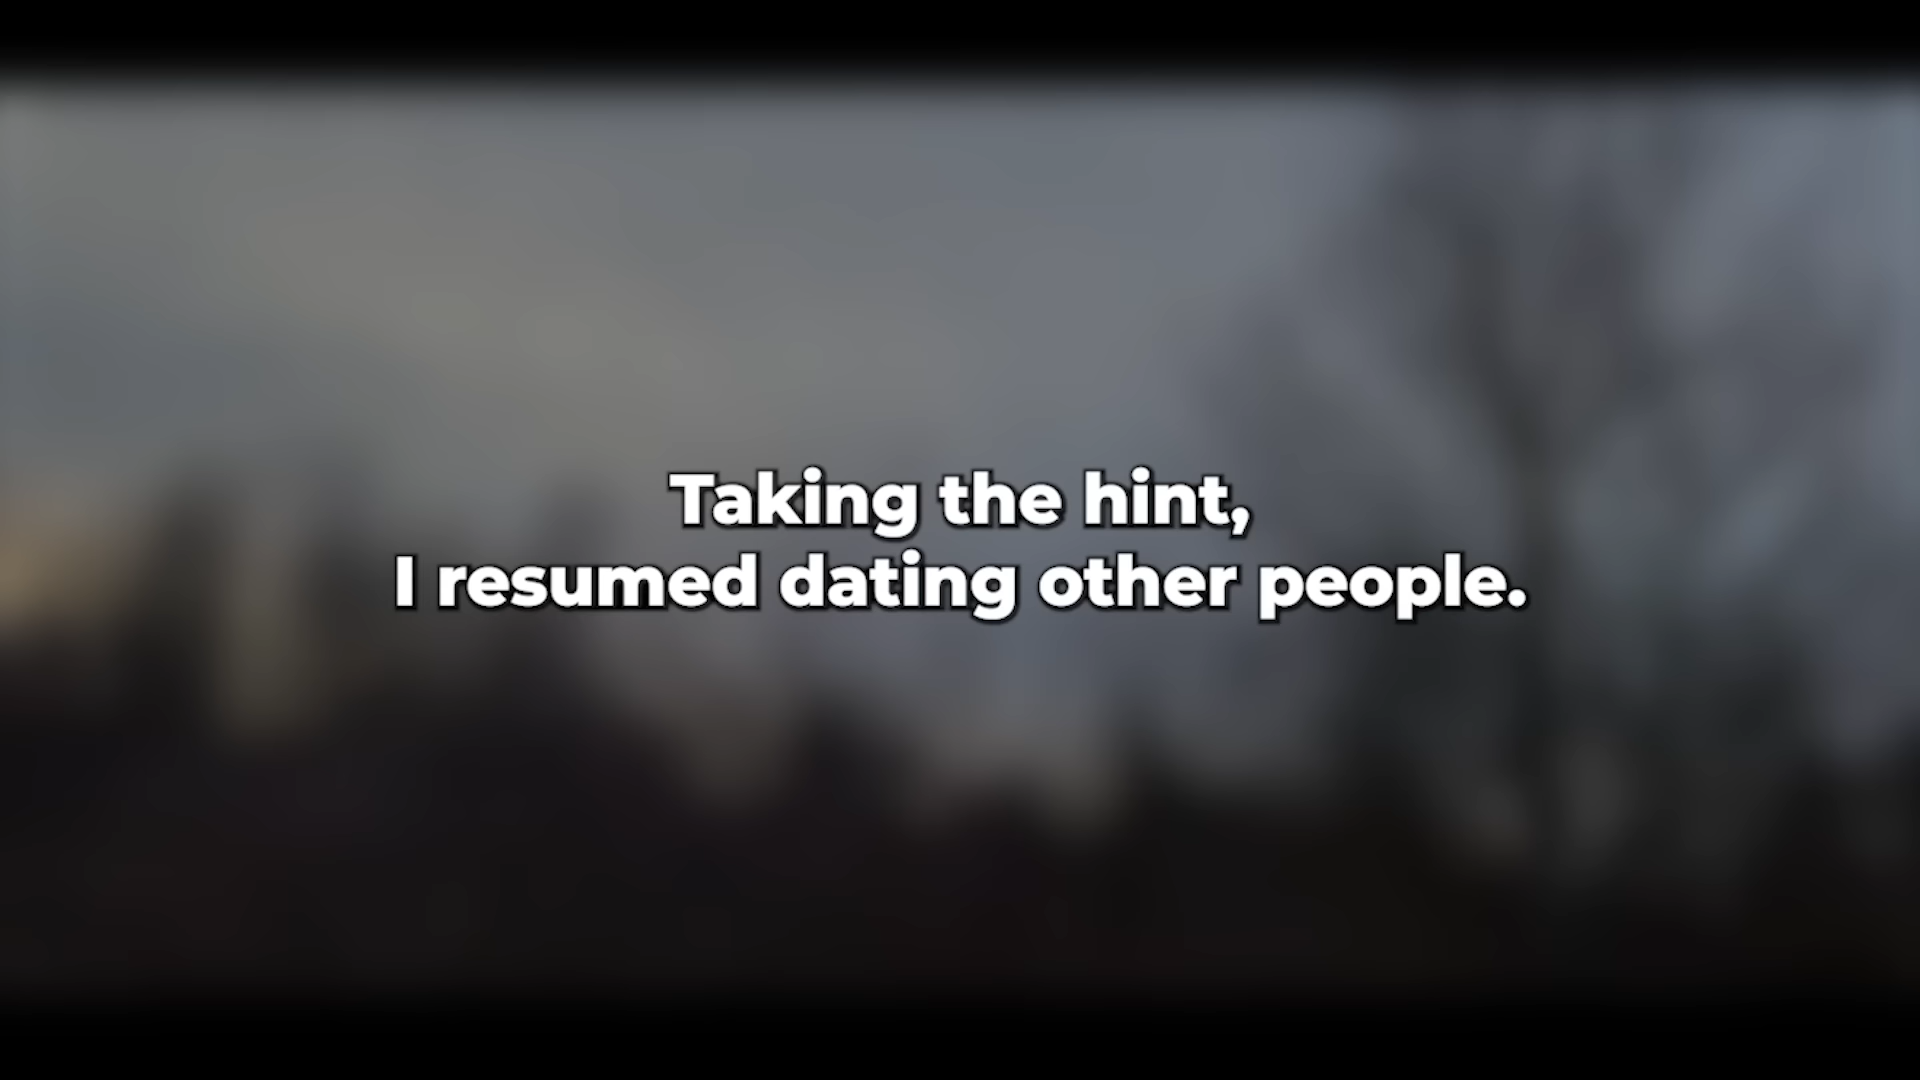 Taking the hint,
I resumed dating other people.